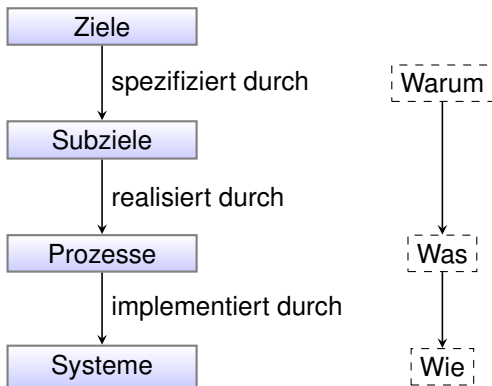 Ziele
spezifiziert durch
Warum
Subziele
realisiert durch
Prozesse
Was
implementiert durch
Systeme
Wie